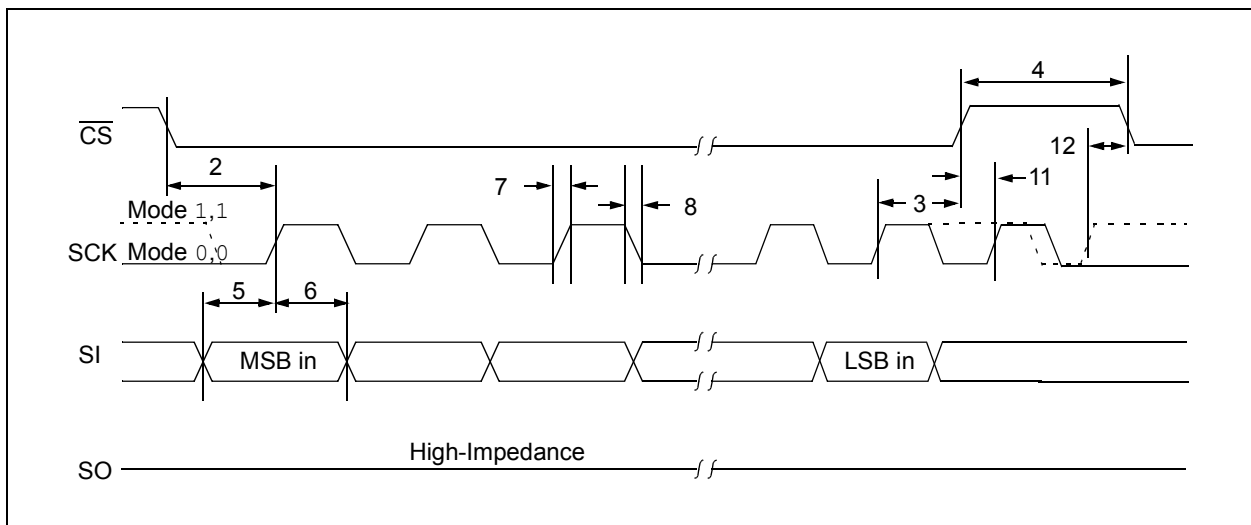 4
CS
12
2
11
7
3
8
Mode 1,1
SCK Mode 0,0
5
6
SI
MSB in
LSB in
High-Impedance
SO